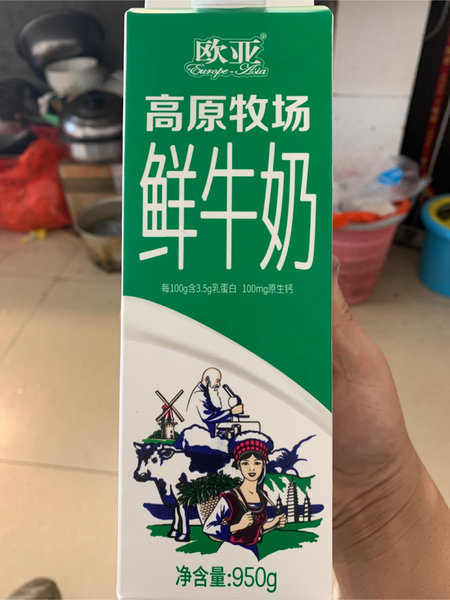 欧亚®
Europe-Asia
高原牧场
鲜牛奶
每100g含3.5g乳蛋白 100mg原生钙
净含量:950g